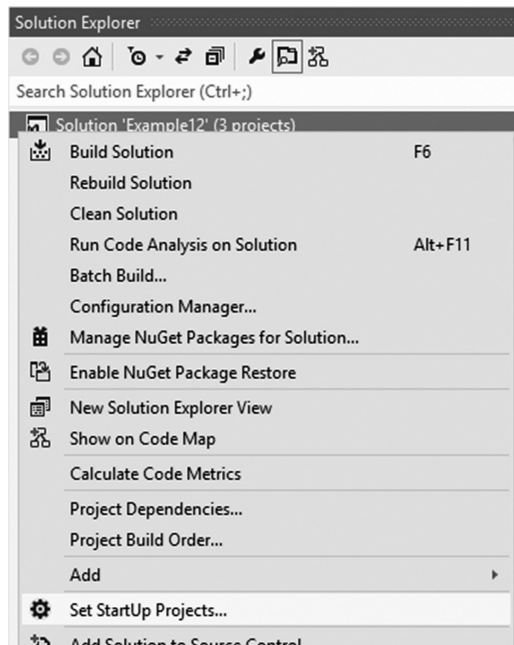 Solution Explorer
Search Solution Explorer (Ctrl+;)
Solution 'Example12' (3 projects)
Build Solution F6
Rebuild Solution
Clean Solution
Run Code Analysis on Solution Alt+F11
Batch Build...
Configuration Manager...
Manage NuGet Packages for Solution...
Enable NuGet Package Restore
New Solution Explorer View
Show on Code Map
Calculate Code Metrics
Project Dependencies...
Project Build Order...
Add
Set StartUp Projects...
Add Solution to Source Control